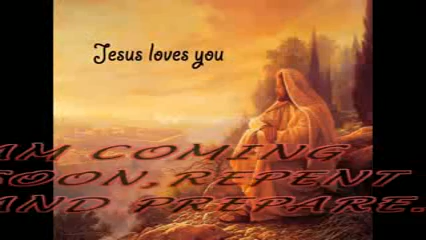 Jesus loves you
AM COMING
SOON, REPENT
AND PREPARE.